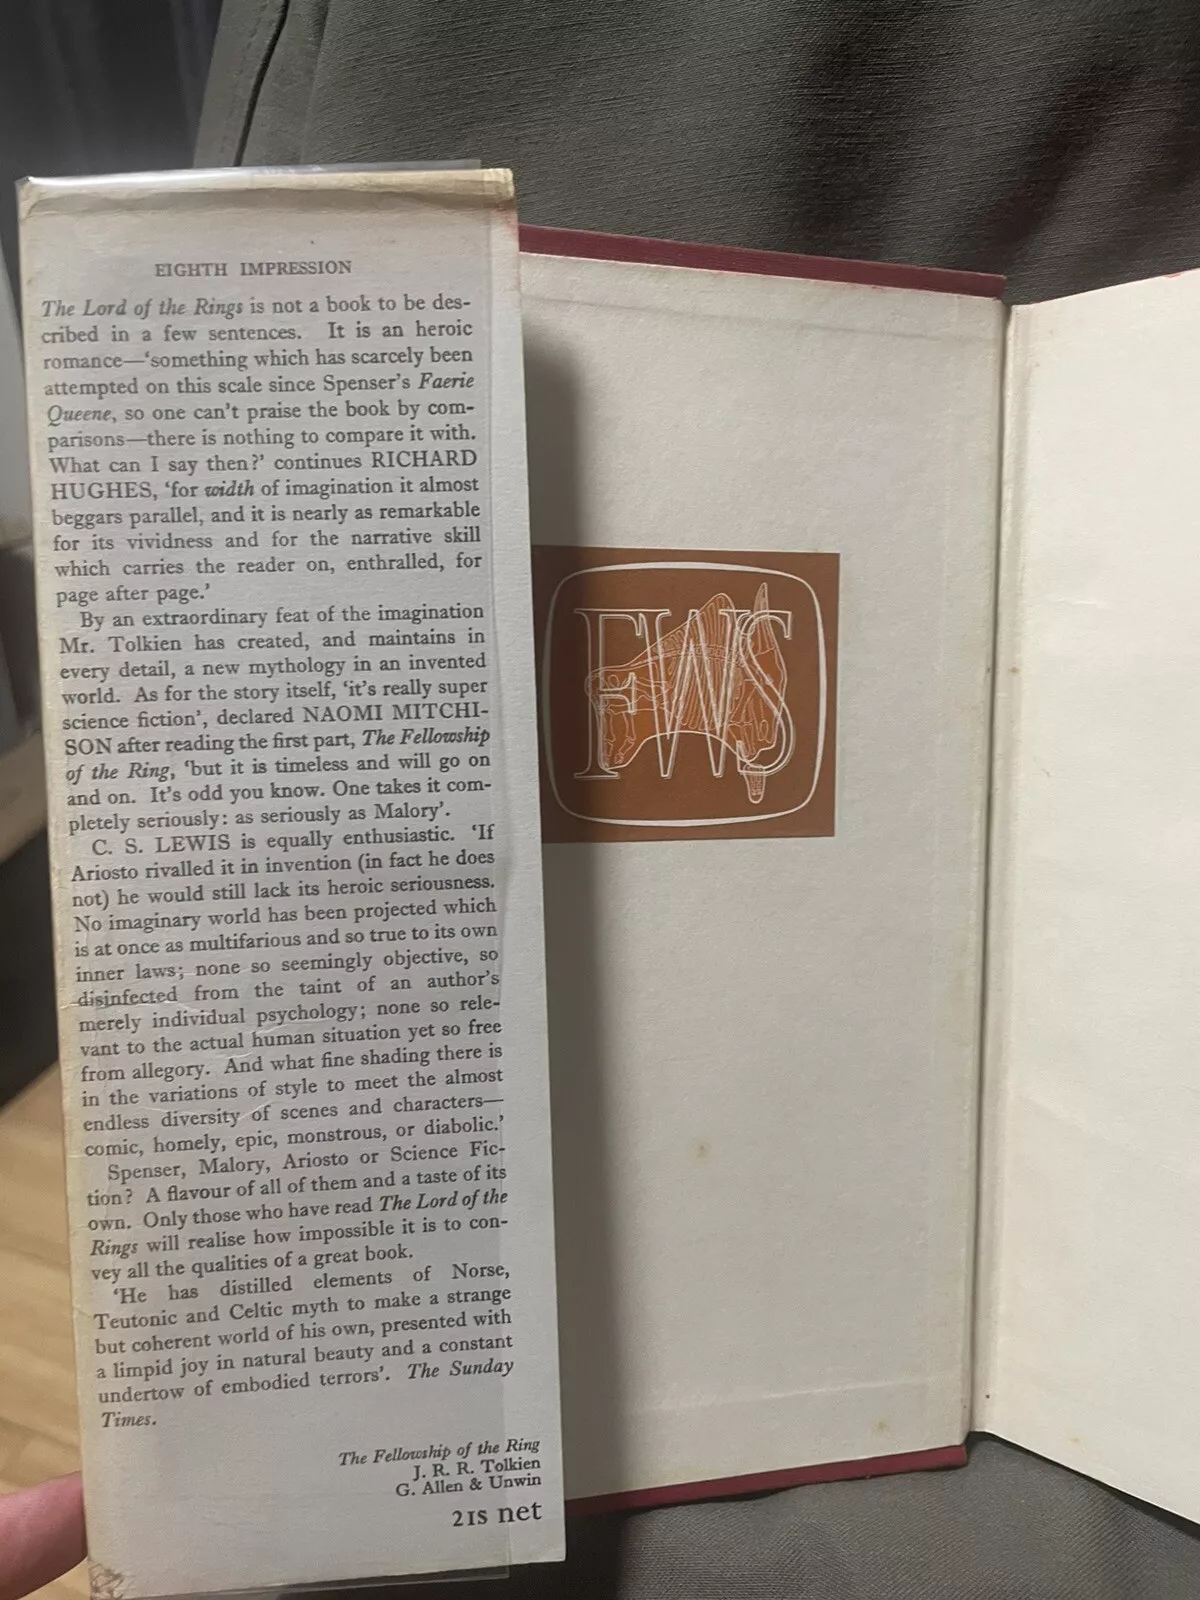 EIGHTH IMPRESSION
The Lord of the Rings is not a book to be des-
cribed in a few sentences. It is an heroic
romance—‘something which has scarcely been
attempted on this scale since Spenser’s Faerie
Queene, so one can’t praise the book by com-
parisons—there is nothing to compare it with.
What can I say then?’ continues RICHARD
HUGHES, ‘for width of imagination it almost
beggars parallel, and it is nearly as remarkable
for its vividness and for the narrative skill
which carries the reader on, enthralled, for
page after page.’
By an extraordinary feat of the imagination
Mr. Tolkien has created, and maintains in
every detail, a new mythology in an invented
world. As for the story itself, ‘it’s really super
science fiction’, declared NAOMI MITCHI-
SON after reading the first part, The Fellowship
of the Ring, ‘but it is timeless and will go on
and on. It’s odd you know. One takes it com-
pletely seriously: as seriously as Malory’.
C. S. LEWIS is equally enthusiastic. ‘If
Ariosto rivalled it in invention (in fact he does
not) he would still lack its heroic seriousness.
No imaginary world has been projected which
is at once as multifarious and so true to its own
inner laws; none so seemingly objective, so
disinfected from the taint of an author’s
merely individual psychology; none so rele-
vant to the actual human situation yet so free
from allegory. And what fine shading there is
in the variations of style to meet the almost
endless diversity of scenes and characters—
comic, homely, epic, monstrous, or diabolic.’
Spenser, Malory, Ariosto or Science Fic-
tion? A flavour of all of them and a taste of its
own. Only those who have read The Lord of the
Rings will realise how impossible it is to con-
vey all the qualities of a great book.
‘He has distilled elements of Norse,
Teutonic and Celtic myth to make a strange
but coherent world of his own, presented with
a limpid joy in natural beauty and a constant
undertow of embodied terrors’. The Sunday
Times.
The Fellowship of the Ring
J. R. R. Tolkien
G. Allen & Unwin
21s net
FWS